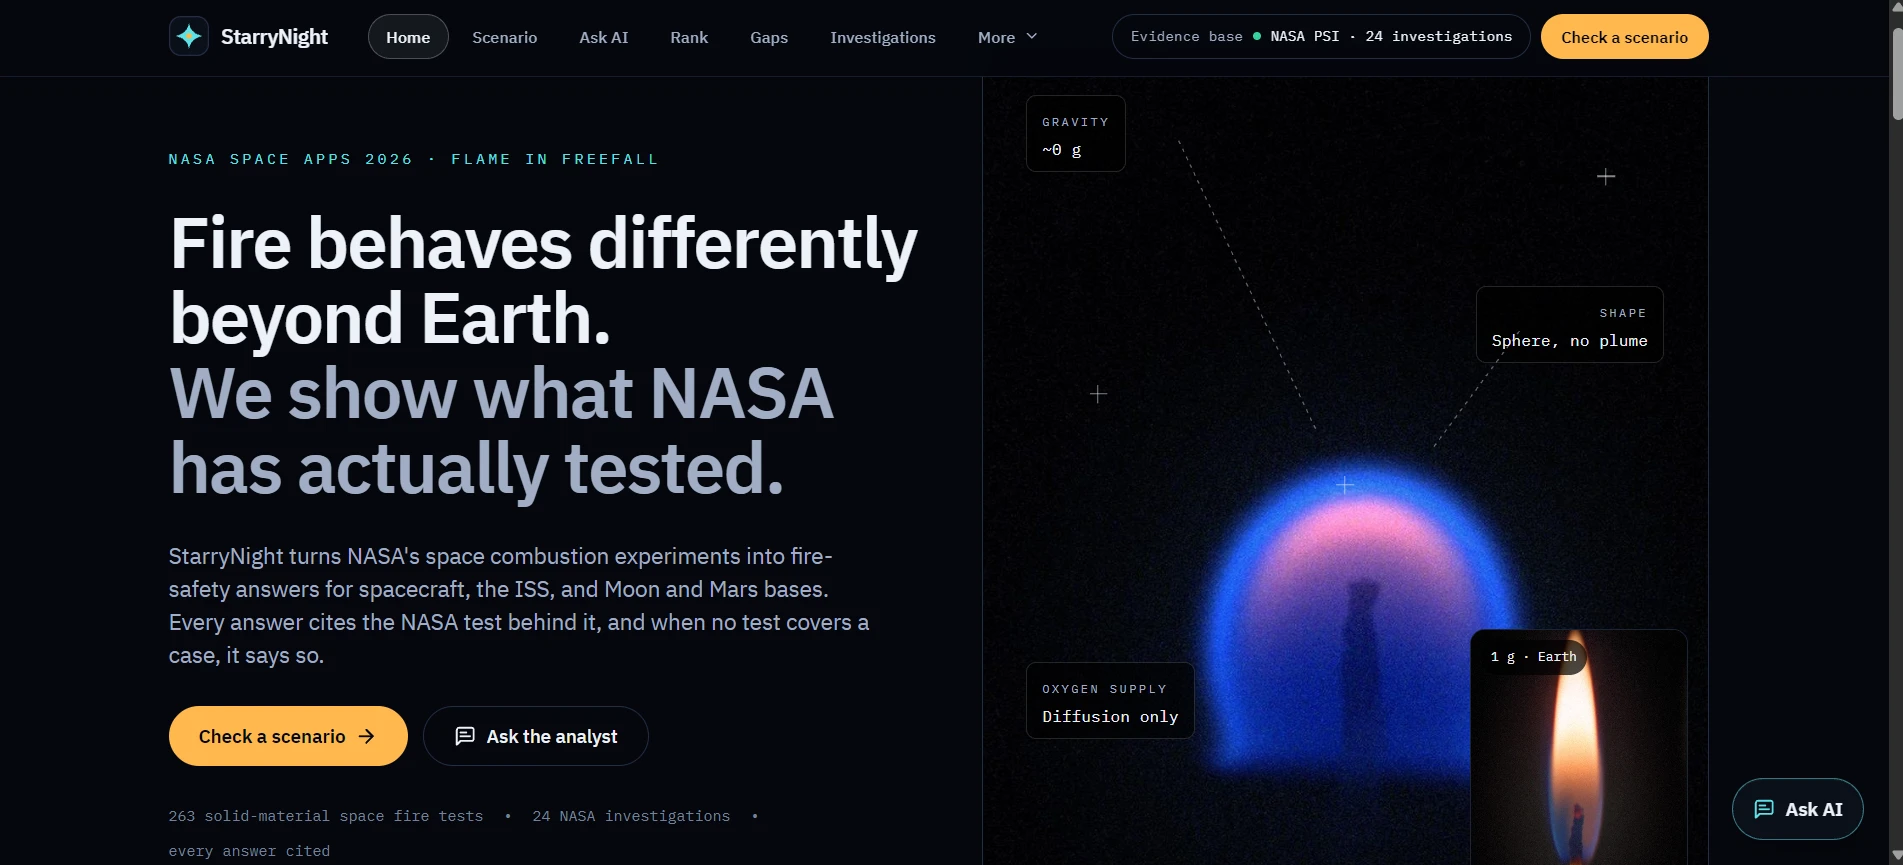 StarryNight
Home
Scenario
Ask AI
Rank
Gaps
Investigations
More
Evidence base NASA PSI · 24 investigations
Check a scenario
NASA SPACE APPS 2026 · FLAME IN FREEFALL
Fire behaves differently
beyond Earth.
We show what NASA
has actually tested.
StarryNight turns NASA's space combustion experiments into fire-
safety answers for spacecraft, the ISS, and Moon and Mars bases.
Every answer cites the NASA test behind it, and when no test covers a
case, it says so.
Check a scenario →
Ask the analyst
263 solid-material space fire tests • 24 NASA investigations •
every answer cited
GRAVITY
~0 g
SHAPE
Sphere, no plume
OXYGEN SUPPLY
Diffusion only
1 g · Earth
Ask AI